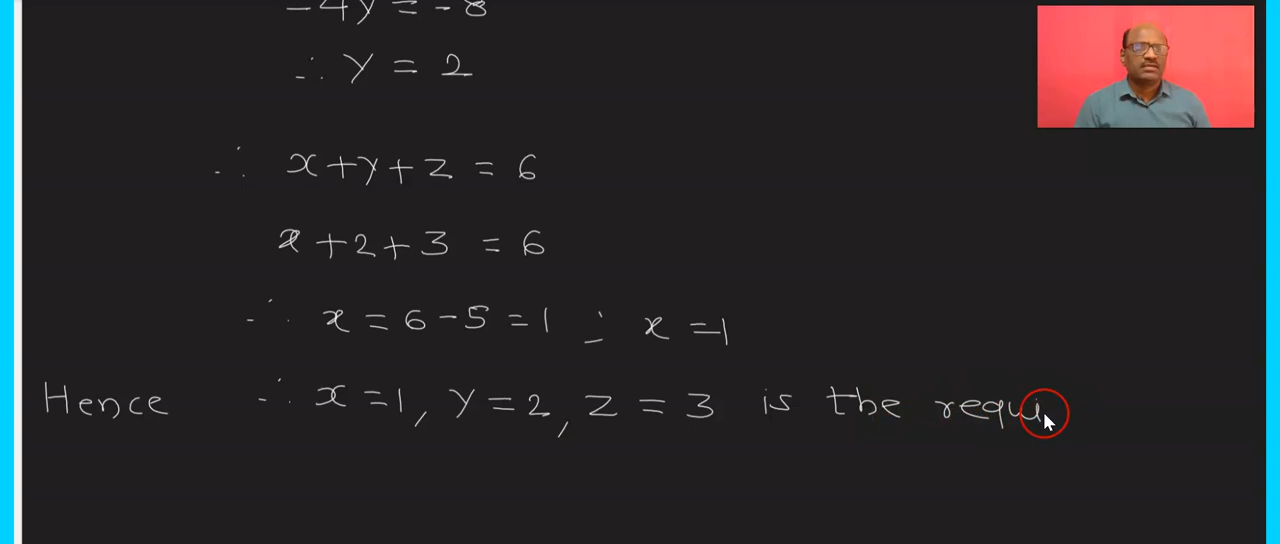 -4y = -8
∴ y = 2
∴ x+y+z = 6
x+2+3 = 6
∴ x = 6-5 = 1 ∴ x = 1
Hence ∴ x = 1, y = 2, z = 3 is the requi